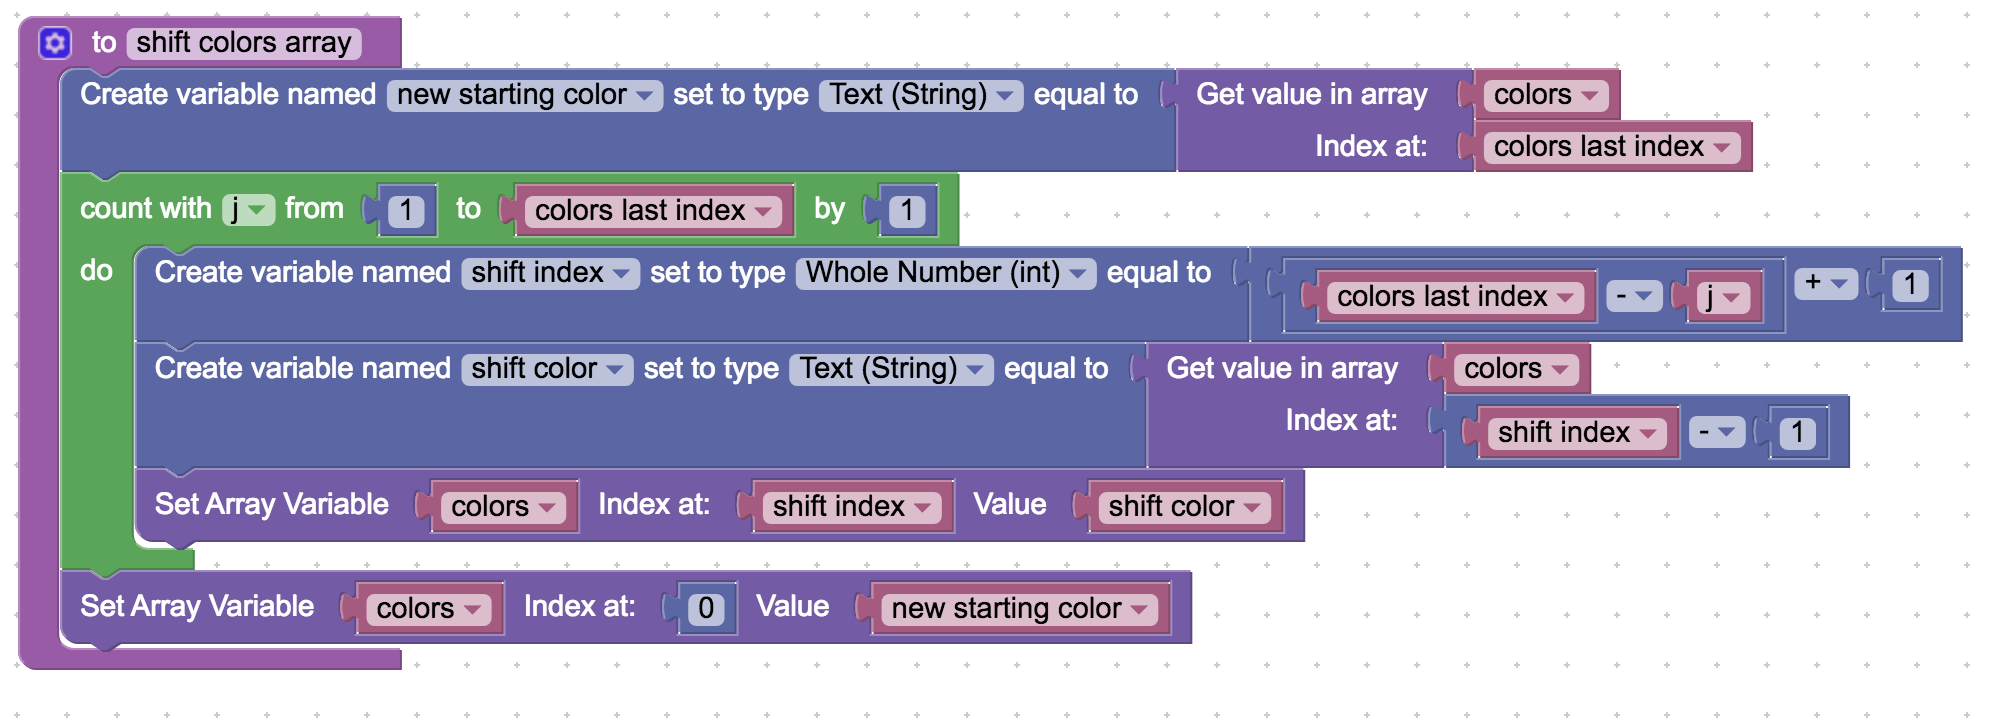 to shift colors array
Create variable named new starting color set to type Text (String) equal to Get value in array colors
Index at: colors last index
count with j from 1 to colors last index by 1
do Create variable named shift index set to type Whole Number (int) equal to colors last index - j + 1
Create variable named shift color set to type Text (String) equal to Get value in array colors
Index at: shift index - 1
Set Array Variable colors Index at: shift index Value shift color
Set Array Variable colors Index at: 0 Value new starting color